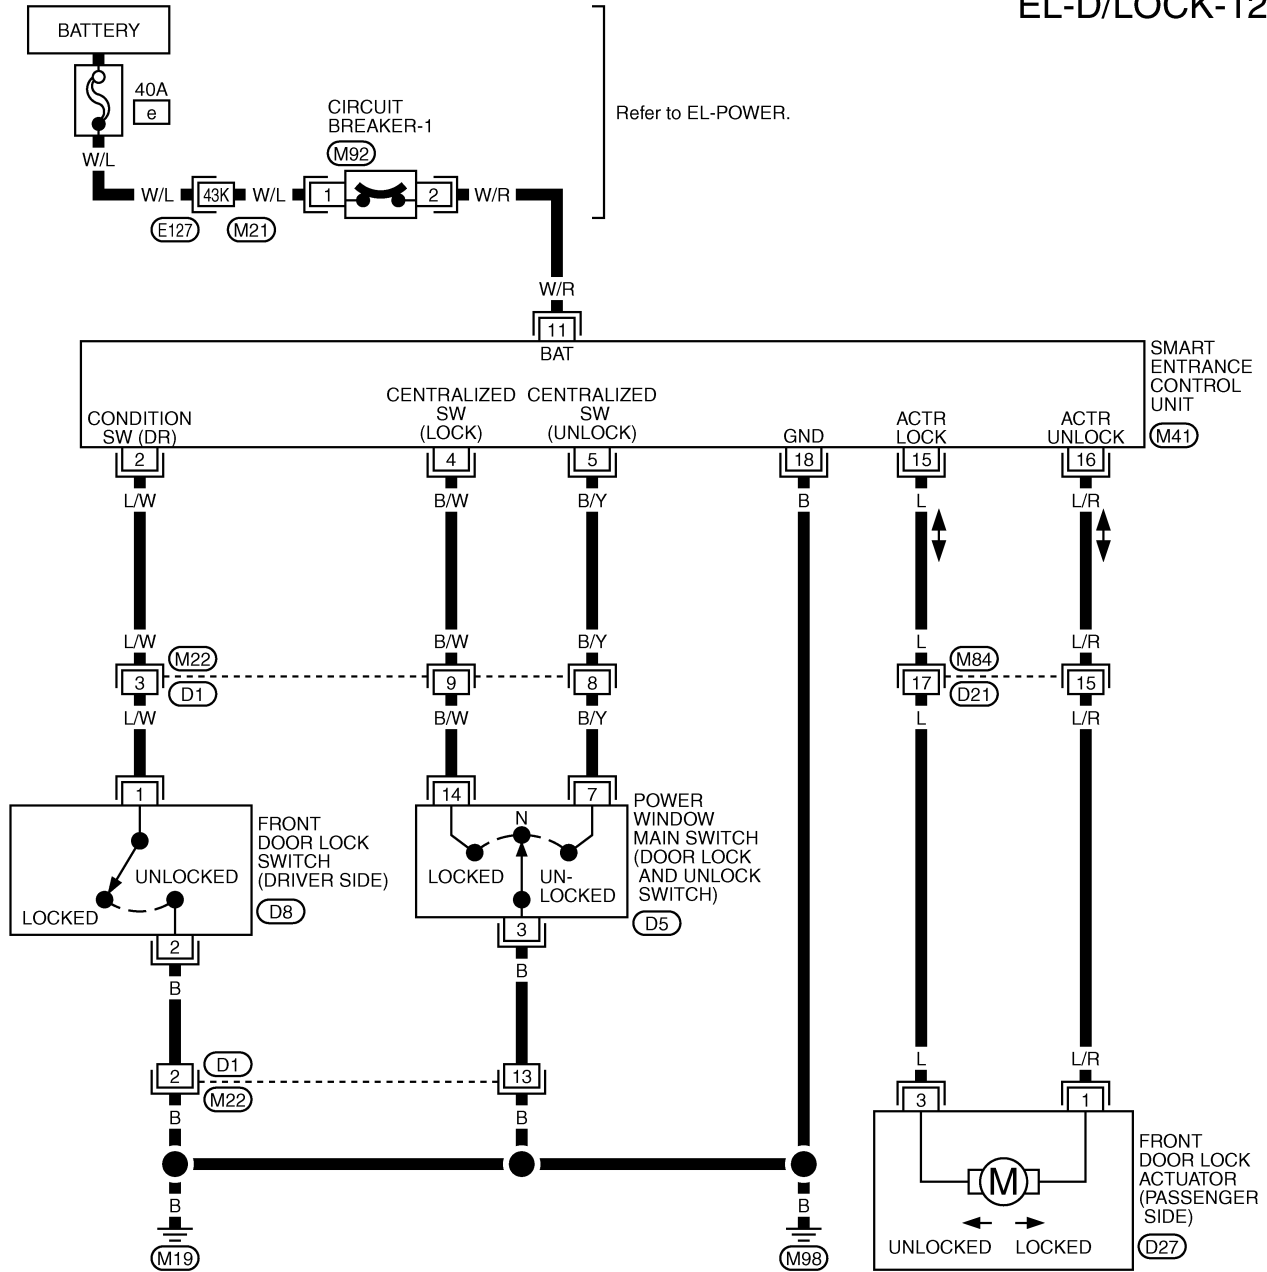 EL-D/LOCK-12
BATTERY
40A
e
CIRCUIT
BREAKER-1
M92
Refer to EL-POWER.
W/L
W/L
43K
W/L
1
2
W/R
E127
M21
W/R
11
BAT
SMART
ENTRANCE
CONTROL
UNIT
M41
CONDITION
SW (DR)
CENTRALIZED
SW
(LOCK)
CENTRALIZED
SW
(UNLOCK)
GND
ACTR
LOCK
ACTR
UNLOCK
2
4
5
18
15
16
L/W
B/W
B/Y
B
L
L/R
L/W
B/W
B/Y
L
L/R
M22
M84
3
9
8
17
15
D1
D21
L/W
B/W
B/Y
L
L/R
1
14
7
FRONT
DOOR LOCK
SWITCH
(DRIVER SIDE)
D8
UNLOCKED
LOCKED
N
LOCKED
UN-
LOCKED
POWER
WINDOW
MAIN SWITCH
(DOOR LOCK
AND UNLOCK
SWITCH)
D5
2
3
B
B
D1
2
13
M22
B
B
L
L/R
3
1
FRONT
DOOR LOCK
ACTUATOR
(PASSENGER
SIDE)
D27
M
UNLOCKED
LOCKED
B
B
M19
M98